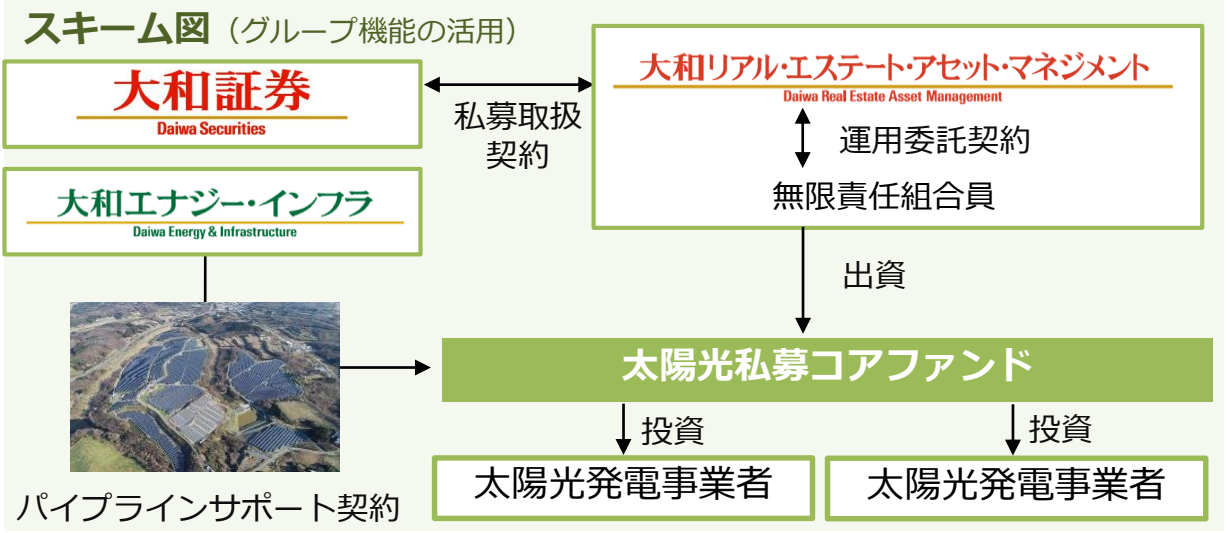 スキーム図（グループ機能の活用）
大和証券
Daiwa Securities
私募取扱
契約
大和リアル・エステート・アセット・マネジメント
Daiwa Real Estate Asset Management
運用委託契約
無限責任組合員
大和エナジー・インフラ
Daiwa Energy & Infrastructure
出資
太陽光私募コアファンド
投資
投資
太陽光発電事業者
太陽光発電事業者
パイプラインサポート契約